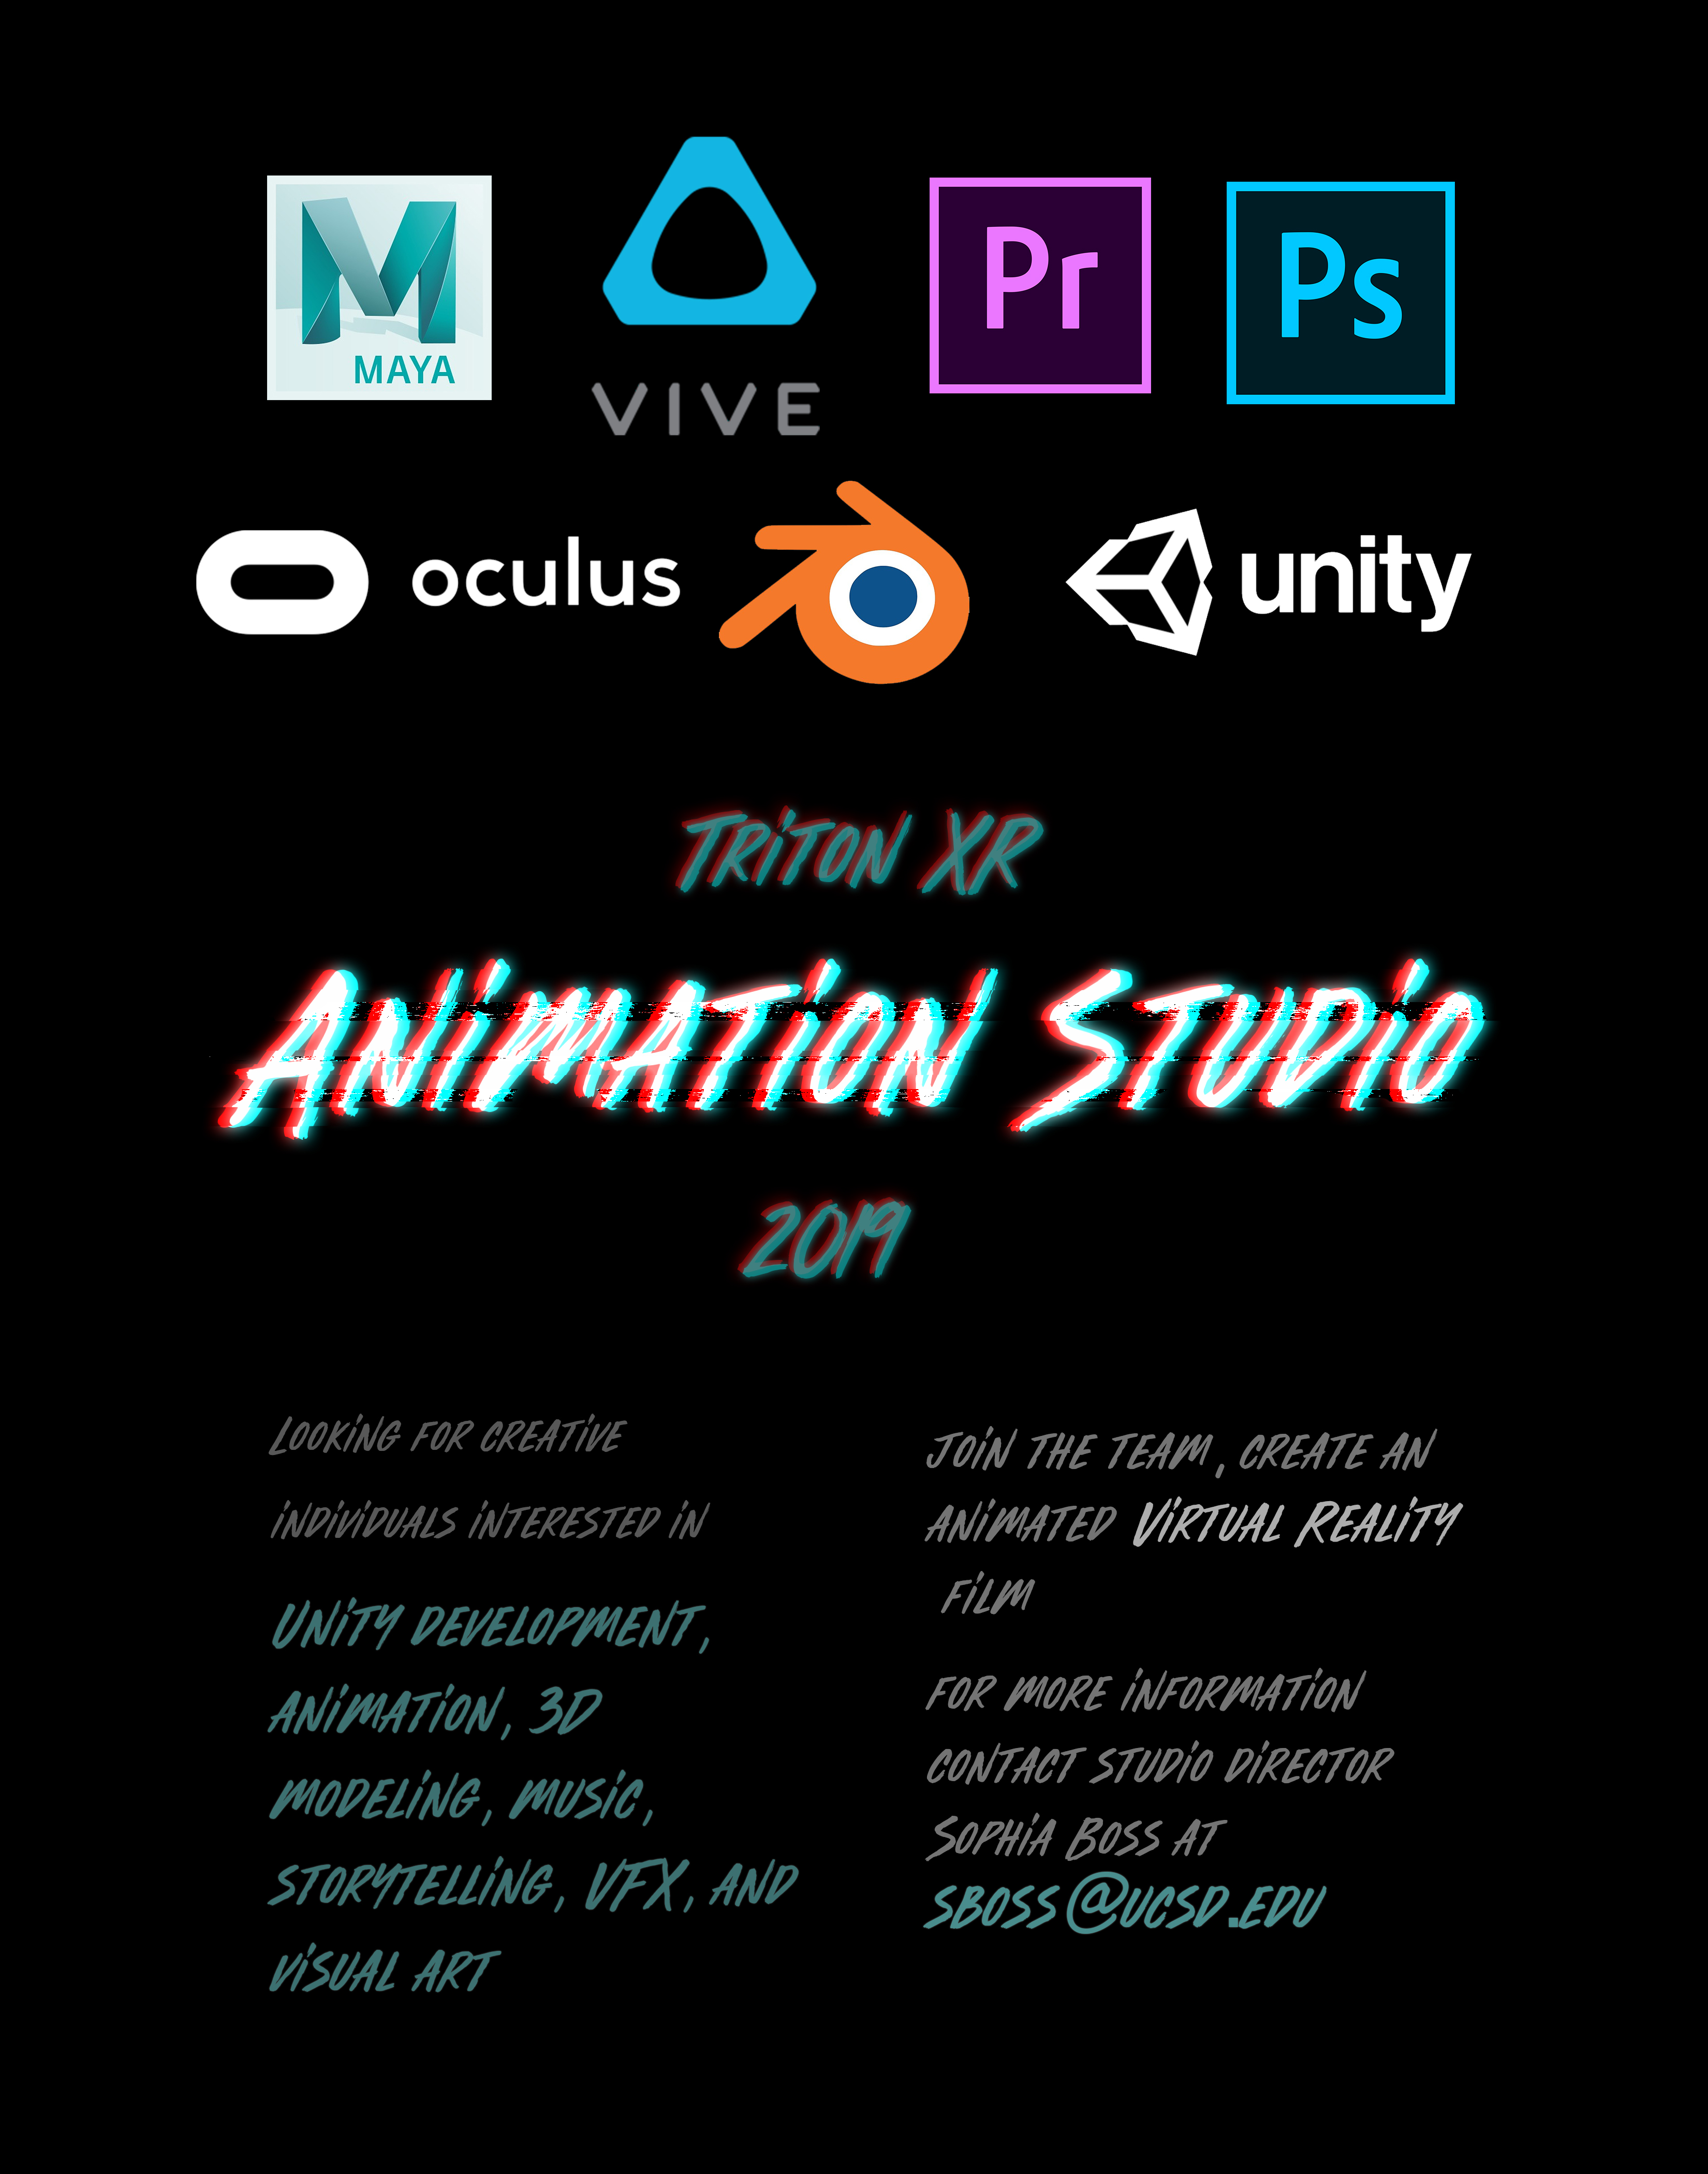 MAYA
VIVE
Pr
Ps
oculus
unity
Triton XR
Animation Studio
2019
Looking for creative
individuals interested in
Unity development,
animation, 3D
modeling, music,
storytelling, VFX, and
visual art
Join the team, create an
animated Virtual Reality
film
for more information
contact studio director
Sophia Boss at
sboss@ucsd.edu